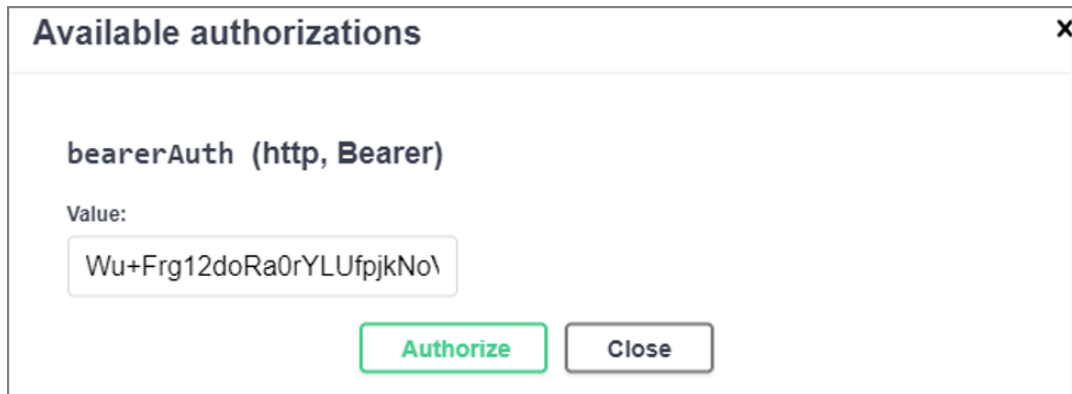 Available authorizations
bearerAuth (http, Bearer)
Value:
Wu+Frg12doRa0rYLUfpjkNo
Authorize
Close